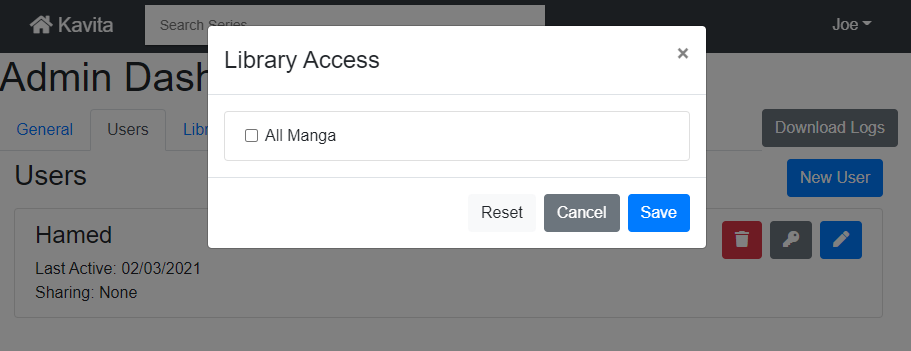 Kavita
Search Series
Joe
Library Access
×
Admin Dash
General
Users
Libr
All Manga
Download Logs
Users
New User
Reset
Cancel
Save
Hamed
Last Active: 02/03/2021
Sharing: None